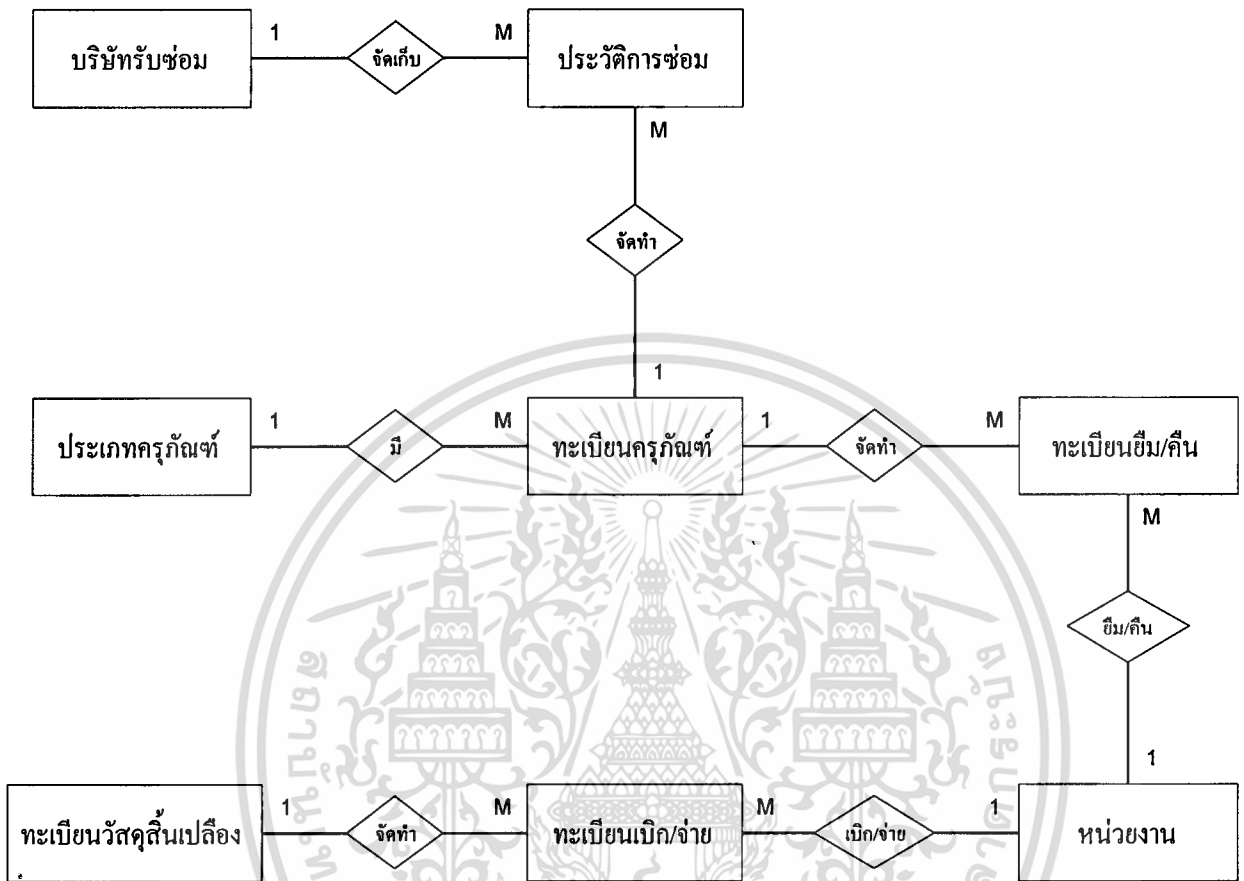 บริษัทรับซ่อม 1 จัดเก็บ M ประวัติการซ่อม
M
จัดทำ
1
ประเภทครุภัณฑ์ 1 มี M ทะเบียนครุภัณฑ์ 1 จัดทำ M ทะเบียนยืม/คืน
M
ยืม/คืน
1
ทะเบียนวัสดุสิ้นเปลือง 1 จัดทำ M ทะเบียนเบิก/จ่าย M เบิก/จ่าย 1 หน่วยงาน